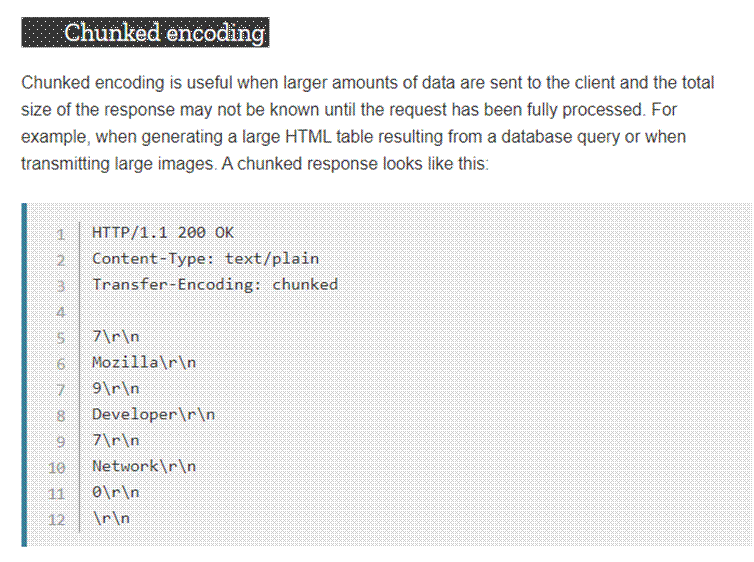 Chunked encoding
Chunked encoding is useful when larger amounts of data are sent to the client and the total
size of the response may not be known until the request has been fully processed. For
example, when generating a large HTML table resulting from a database query or when
transmitting large images. A chunked response looks like this:
1 HTTP/1.1 200 OK
2 Content-Type: text/plain
3 Transfer-Encoding: chunked
4
5 7\r\n
6 Mozilla\r\n
7 9\r\n
8 Developer\r\n
9 7\r\n
10 Network\r\n
11 0\r\n
12 \r\n